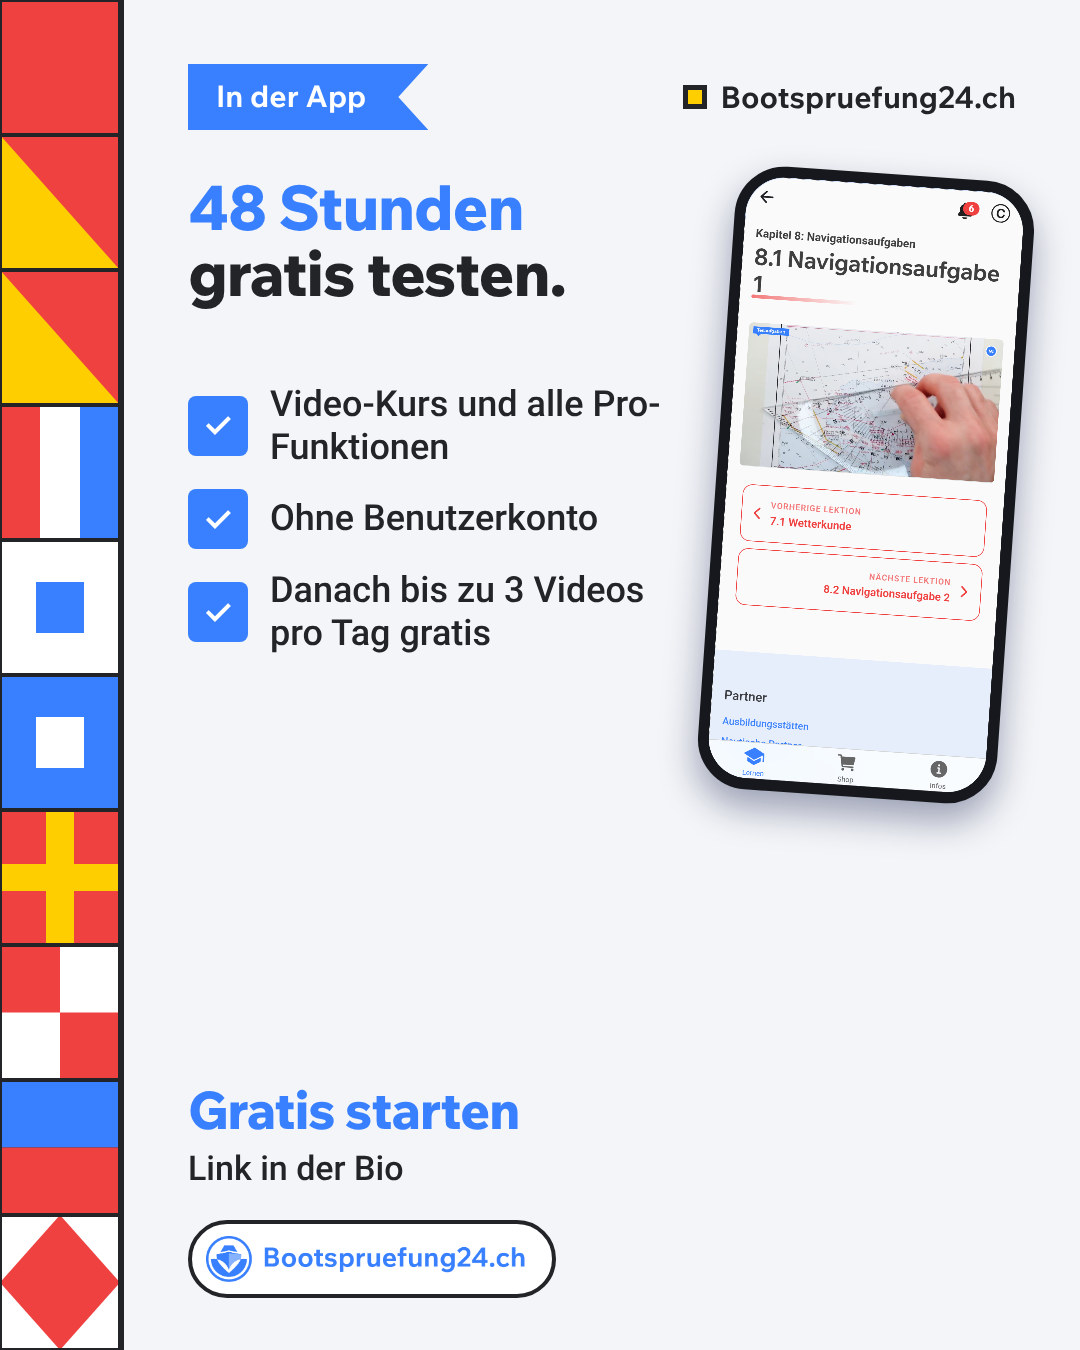 In der App
Bootspruefung24.ch
48 Stunden
gratis testen.
Video-Kurs und alle Pro-
Funktionen
Ohne Benutzerkonto
Danach bis zu 3 Videos
pro Tag gratis
6
C
Kapitel 8: Navigationsaufgaben
8.1 Navigationsaufgabe
1
VORHERIGE LEKTION
7.1 Wetterkunde
NÄCHSTE LEKTION
8.2 Navigationsaufgabe 2
Partner
Ausbildungsstätten
Lernen
Shop
Infos
Gratis starten
Link in der Bio
Bootspruefung24.ch